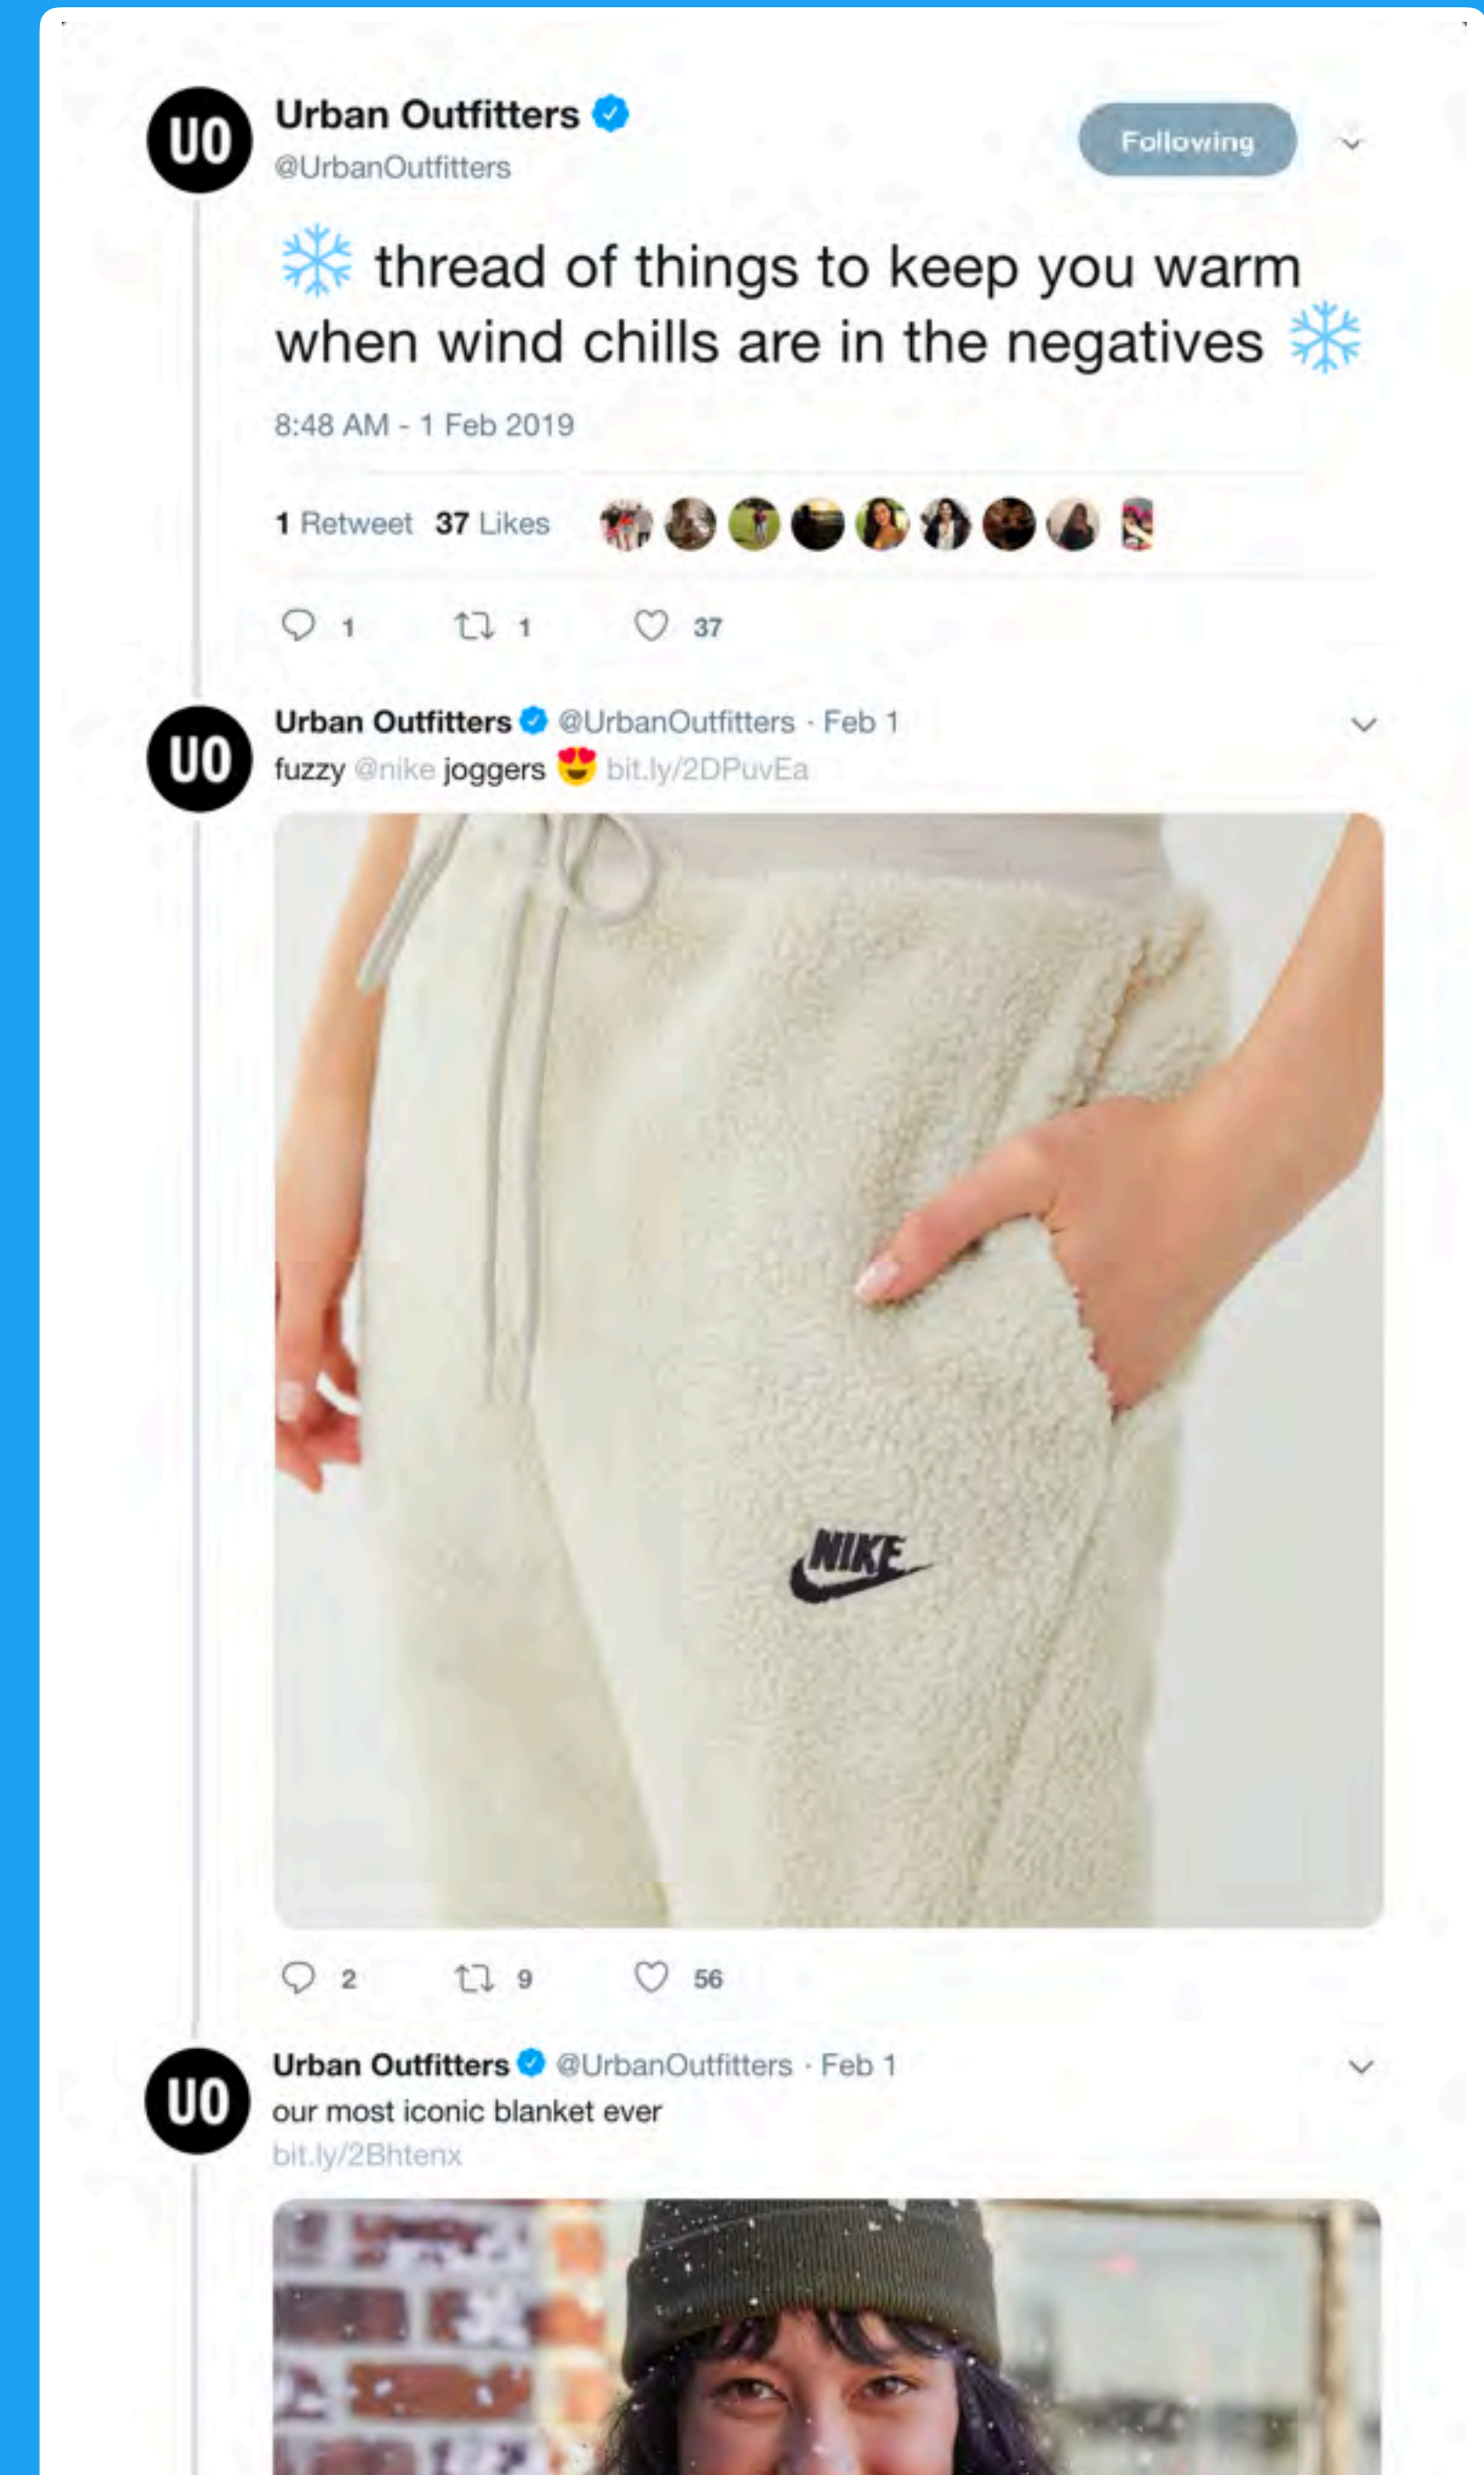 UO
Urban Outfitters
@UrbanOutfitters
Following
❄ thread of things to keep you warm
when wind chills are in the negatives ❄
8:48 AM - 1 Feb 2019
1 Retweet 37 Likes
1 1 37
UO
Urban Outfitters @UrbanOutfitters · Feb 1
fuzzy @nike joggers 😍 bit.ly/2DPuvEa
NIKE
2 9 56
UO
Urban Outfitters @UrbanOutfitters · Feb 1
our most iconic blanket ever
bit.ly/2Bhtenx